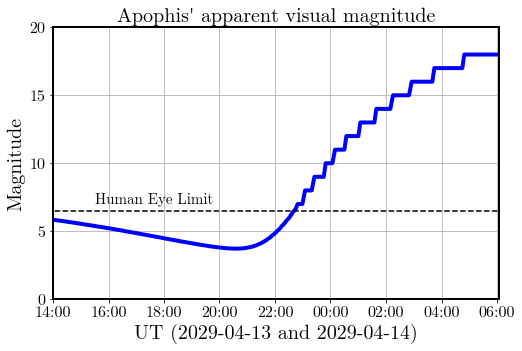 Apophis' apparent visual magnitude
20
15
10
5
0
Magnitude
Human Eye Limit
14:00 16:00 18:00 20:00 22:00 00:00 02:00 04:00 06:00
UT (2029-04-13 and 2029-04-14)